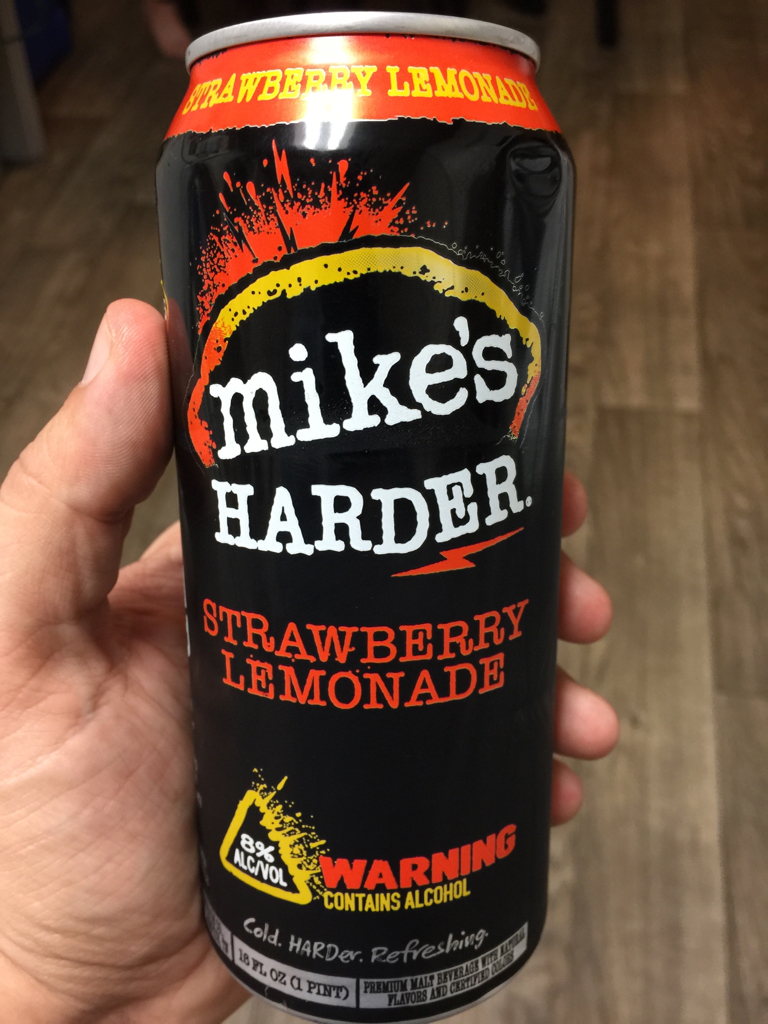 STRAWBERRY LEMONADE
mike's
HARDER.
STRAWBERRY
LEMONADE
8%
ALC/VOL
WARNING
CONTAINS ALCOHOL
Cold. HARDer. Refreshing.
16 FL OZ (1 PINT)
PREMIUM MALT BEVERAGE WITH NATURAL
FLAVORS AND CERTIFIED COLORS